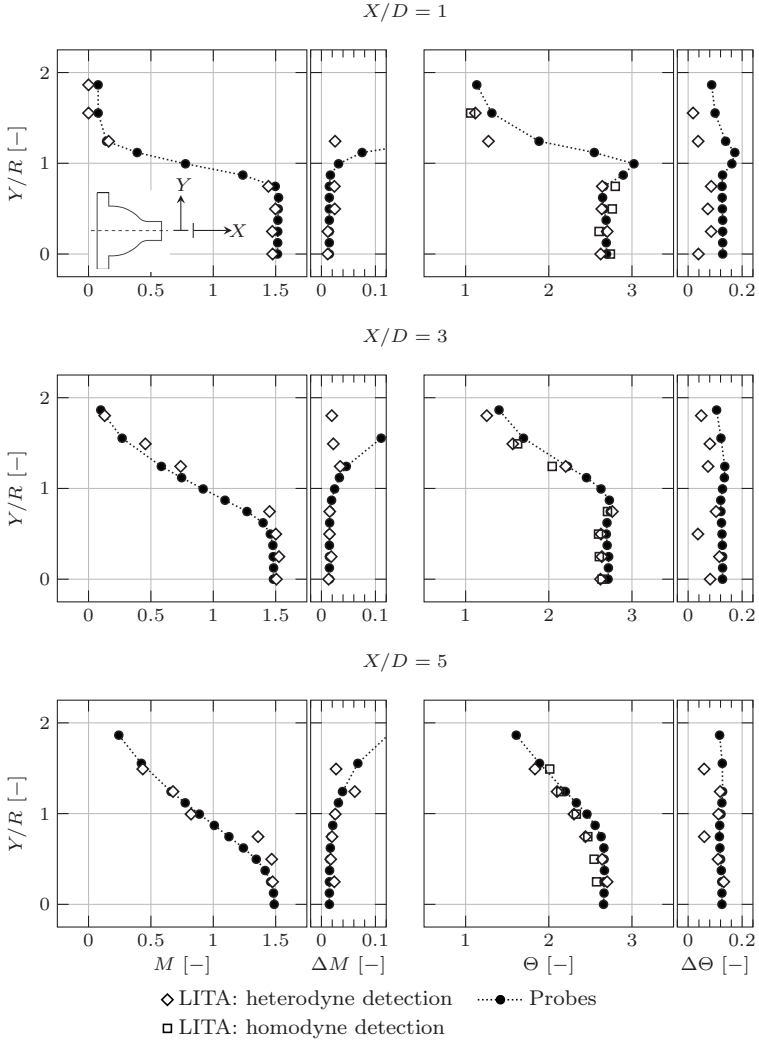 X/D = 1
Y/R [−]
2
1
0
Y
X
0 0.5 1 1.5 0 0.1 1 2 3 0 0.2
X/D = 3
Y/R [−]
2
1
0
0 0.5 1 1.5 0 0.1 1 2 3 0 0.2
X/D = 5
Y/R [−]
2
1
0
0 0.5 1 1.5 0 0.1 1 2 3 0 0.2
M [−] ΔM [−] Θ [−] ΔΘ [−]
LITA: heterodyne detection Probes
LITA: homodyne detection